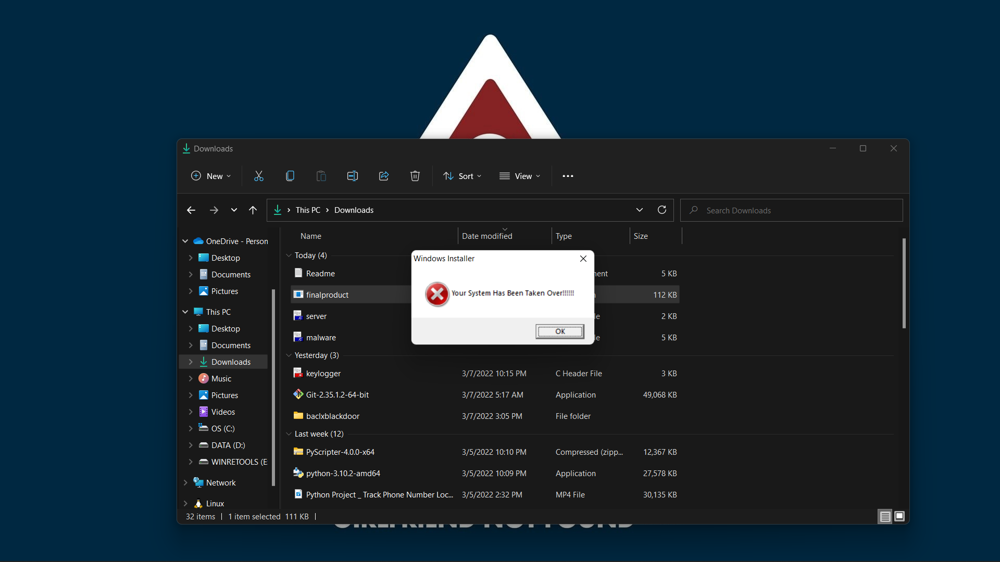 Downloads
New
Sort
View
This PC
Downloads
Search Downloads
OneDrive - Person
Desktop
Documents
Pictures
This PC
Desktop
Documents
Downloads
Music
Pictures
Videos
OS (C:)
DATA (D:)
WINRETOOLS (E
Network
Linux
Name Date modified Type Size
Today (4)
Readme 5 KB
finalproduct 112 KB
server 2 KB
malware 5 KB
Windows Installer
Your System Has Been Taken Over!!!!!!
OK
Yesterday (3)
keylogger 3/7/2022 10:15 PM C Header File 3 KB
Git-2.35.1.2-64-bit 3/7/2022 5:17 AM Application 49,068 KB
baclxblackdoor 3/7/2022 3:05 PM File folder
Last week (12)
PyScripter-4.0.0-x64 3/5/2022 10:10 PM Compressed (zipp... 12,367 KB
python-3.10.2-amd64 3/5/2022 10:09 PM Application 27,578 KB
Python Project _ Track Phone Number Loc... 3/5/2022 2:32 PM MP4 File 30,135 KB
32 items 1 item selected 111 KB